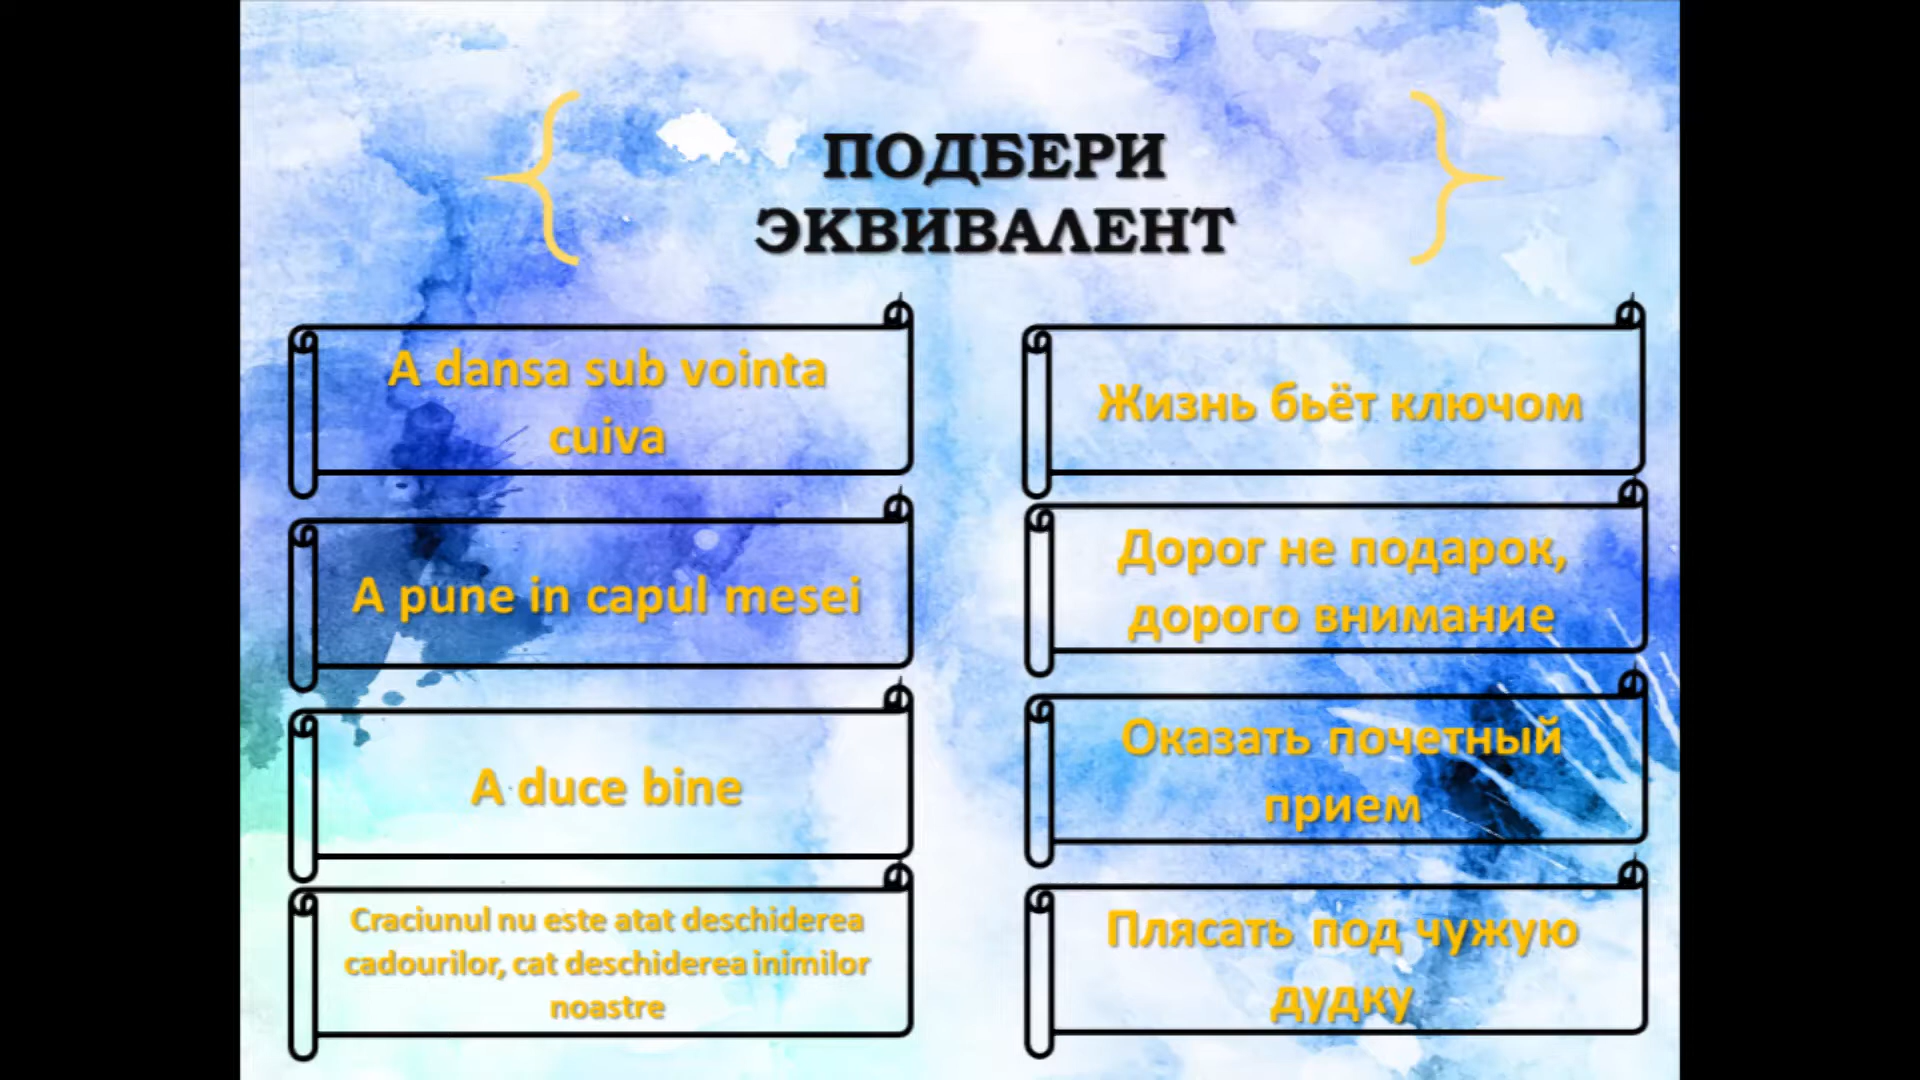 ПОДБЕРИ
ЭКВИВАЛЕНТ
A dansa sub vointa
cuiva
A pune in capul mesei
A duce bine
Craciunul nu este atat deschiderea
cadourilor, cat deschiderea inimilor
noastre
Жизнь бьёт ключом
Дорог не подарок,
дорого внимание
Оказать почетный
прием
Плясать под чужую
дудку